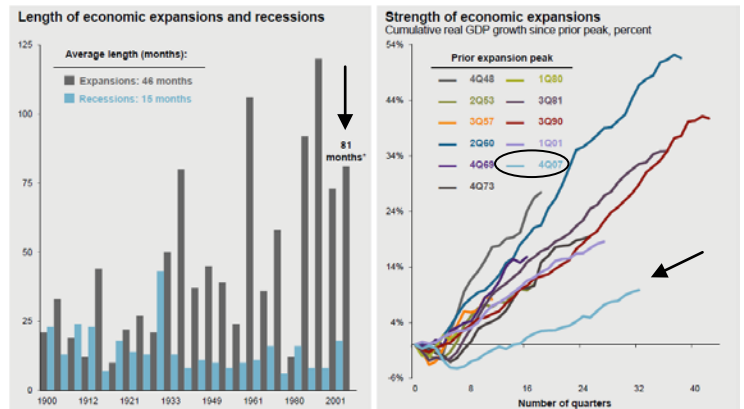 Length of economic expansions and recessions
125
100
75
50
25
0
Average length (months):
Expansions: 46 months
Recessions: 15 months
81
months*
1900
1912
1921
1933
1949
1961
1980
2001
Strength of economic expansions
Cumulative real GDP growth since prior peak, percent
54%
44%
34%
24%
14%
4%
-6%
Prior expansion peak
4Q48 1Q80
2Q53 3Q81
3Q57 3Q90
2Q60 1Q01
4Q69 4Q07
4Q73
0 8 16 24 32 40
Number of quarters